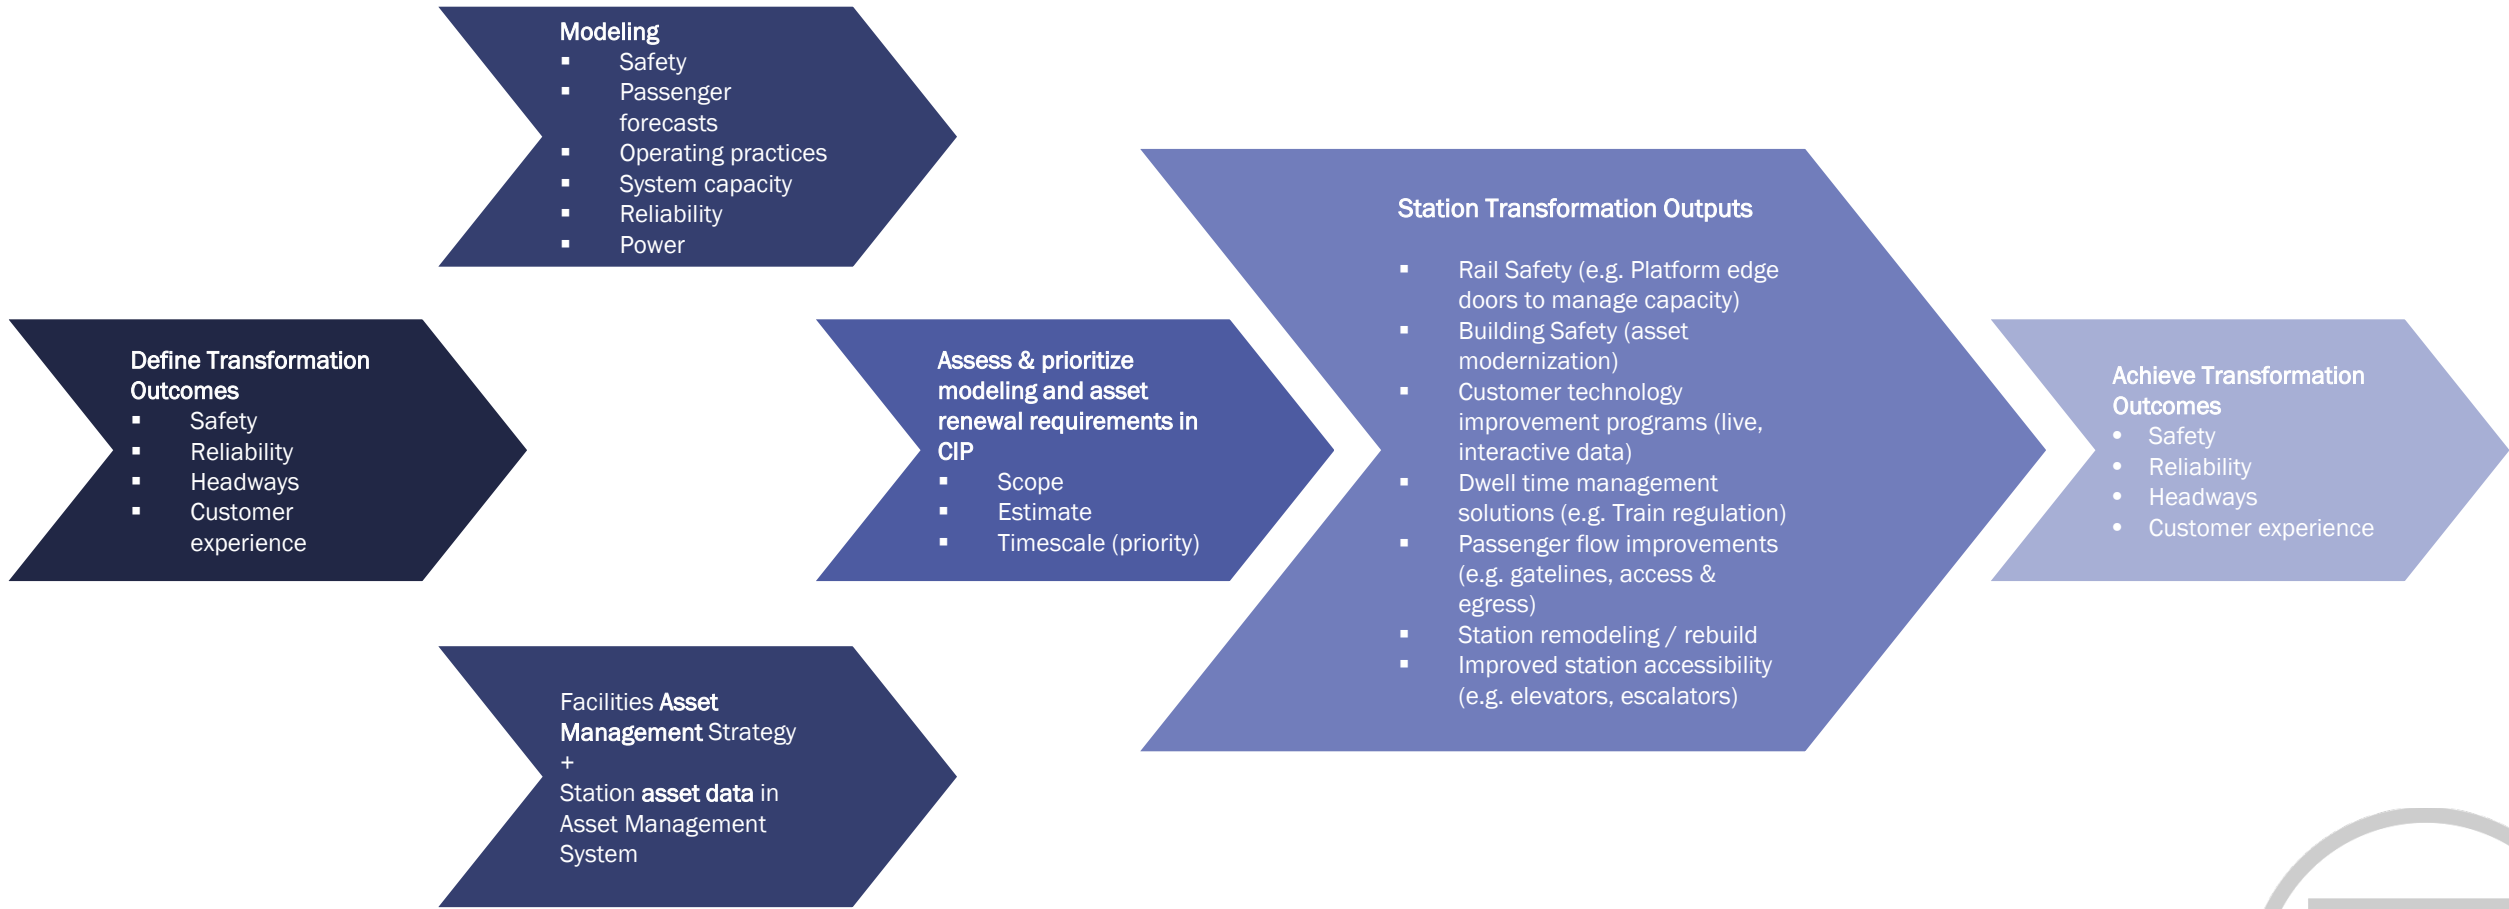 Modeling
▪ Safety
▪ Passenger
forecasts
▪ Operating practices
▪ System capacity
▪ Reliability
▪ Power
Define Transformation
Outcomes
▪ Safety
▪ Reliability
▪ Headways
▪ Customer
experience
Facilities Asset
Management Strategy
+
Station asset data in
Asset Management
System
Assess & prioritize
modeling and asset
renewal requirements in
CIP
▪ Scope
▪ Estimate
▪ Timescale (priority)
Station Transformation Outputs
▪ Rail Safety (e.g. Platform edge
doors to manage capacity)
▪ Building Safety (asset
modernization)
▪ Customer technology
improvement programs (live,
interactive data)
▪ Dwell time management
solutions (e.g. Train regulation)
▪ Passenger flow improvements
(e.g. gatelines, access &
egress)
▪ Station remodeling / rebuild
▪ Improved station accessibility
(e.g. elevators, escalators)
Achieve Transformation
Outcomes
• Safety
• Reliability
• Headways
• Customer experience